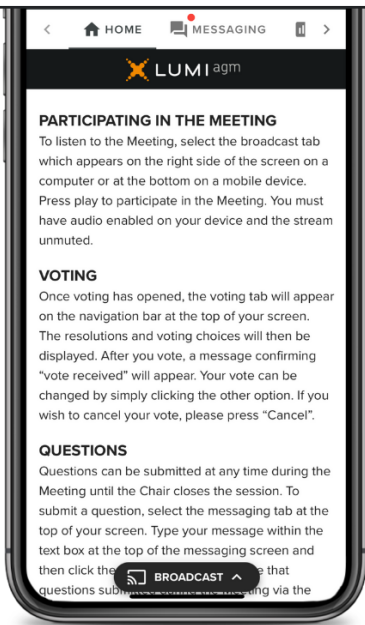 HOME MESSAGING
LUMI agm
PARTICIPATING IN THE MEETING
To listen to the Meeting, select the broadcast tab
which appears on the right side of the screen on a
computer or at the bottom on a mobile device.
Press play to participate in the Meeting. You must
have audio enabled on your device and the stream
unmuted.
VOTING
Once voting has opened, the voting tab will appear
on the navigation bar at the top of your screen.
The resolutions and voting choices will then be
displayed. After you vote, a message confirming
“vote received” will appear. Your vote can be
changed by simply clicking the other option. If you
wish to cancel your vote, please press “Cancel”.
QUESTIONS
Questions can be submitted at any time during the
Meeting until the Chair closes the session. To
submit a question, select the messaging tab at the
top of your screen. Type your message within the
text box at the top of the messaging screen and
then click the that
BROADCAST
questions the Meeting via the